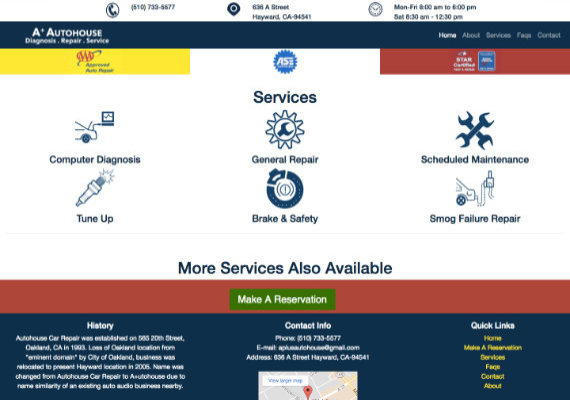 (510) 733-5577
636 A Street
Hayward, CA-94541
Mon-Fri 8:00 am to 6:00 pm
Sat 8:30 am - 12:30 pm
A+ AUTOHOUSE
Diagnosis . Repair . Service
Home About Services Faqs Contact
AAA
Approved
Auto Repair
ASE
STAR
Certified
Services
Computer Diagnosis
General Repair
Scheduled Maintenance
Tune Up
Brake & Safety
Smog Failure Repair
More Services Also Available
Make A Reservation
History
Autohouse Car Repair was established on 565 20th Street,
Oakland, CA in 1993. Loss of Oakland location from
"eminent domain" by City of Oakland, business was
relocated to present Hayward location in 2005. Name was
changed from Autohouse Car Repair to A+autohouse due to
name similarity of an existing auto audio business nearby.
Contact Info
Phone: (510) 733-5577
E-mail: aplusautohouse@gmail.com
Address: 636 A Street Hayward, CA-94541
View larger map
Quick Links
Home
Make A Reservation
Services
Faqs
Contact
About